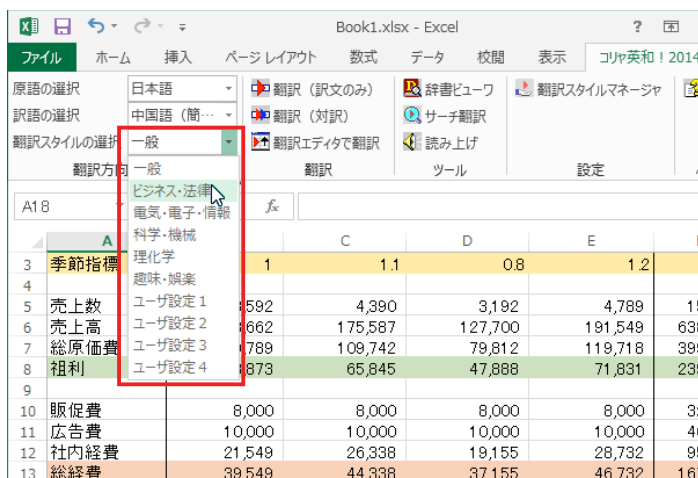 Book1.xlsx - Excel ?
ファイル ホーム 挿入 ページ レイアウト 数式 データ 校閲 表示 コリャ英和！2014
原語の選択 日本語 翻訳（訳文のみ） 辞書ビューワ 翻訳スタイルマネージャ
訳語の選択 中国語（簡… 翻訳（対訳） サーチ翻訳
翻訳スタイルの選択 一般 翻訳エディタで翻訳 読み上げ
翻訳方向 翻訳 ツール 設定
一般
ビジネス・法律
電気・電子・情報
科学・機械
理化学
趣味・娯楽
ユーザ設定1
ユーザ設定2
ユーザ設定3
ユーザ設定4
A18 fx
A C D E
3 季節指標 1 1.1 0.8 1.2
4
5 売上数 592 4,390 3,192 4,789
6 売上高 662 175,587 127,700 191,549
7 総原価費 789 109,742 79,812 119,718
8 祖利 873 65,845 47,888 71,831
9
10 販促費 8,000 8,000 8,000 8,000
11 広告費 10,000 10,000 10,000 10,000
12 社内経費 21,549 26,338 19,155 28,732
13 総経費 39,549 44,338 37,155 46,732